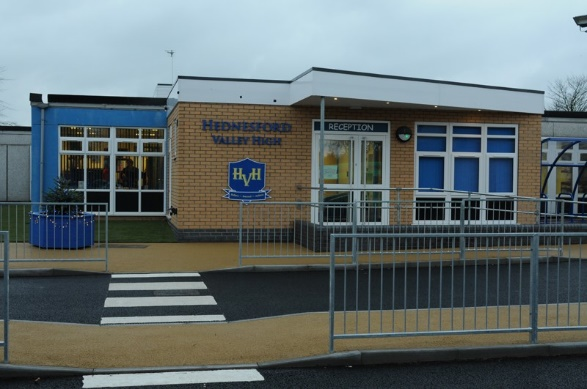 HEDNESFORD
VALLEY HIGH
RECEPTION
HVH